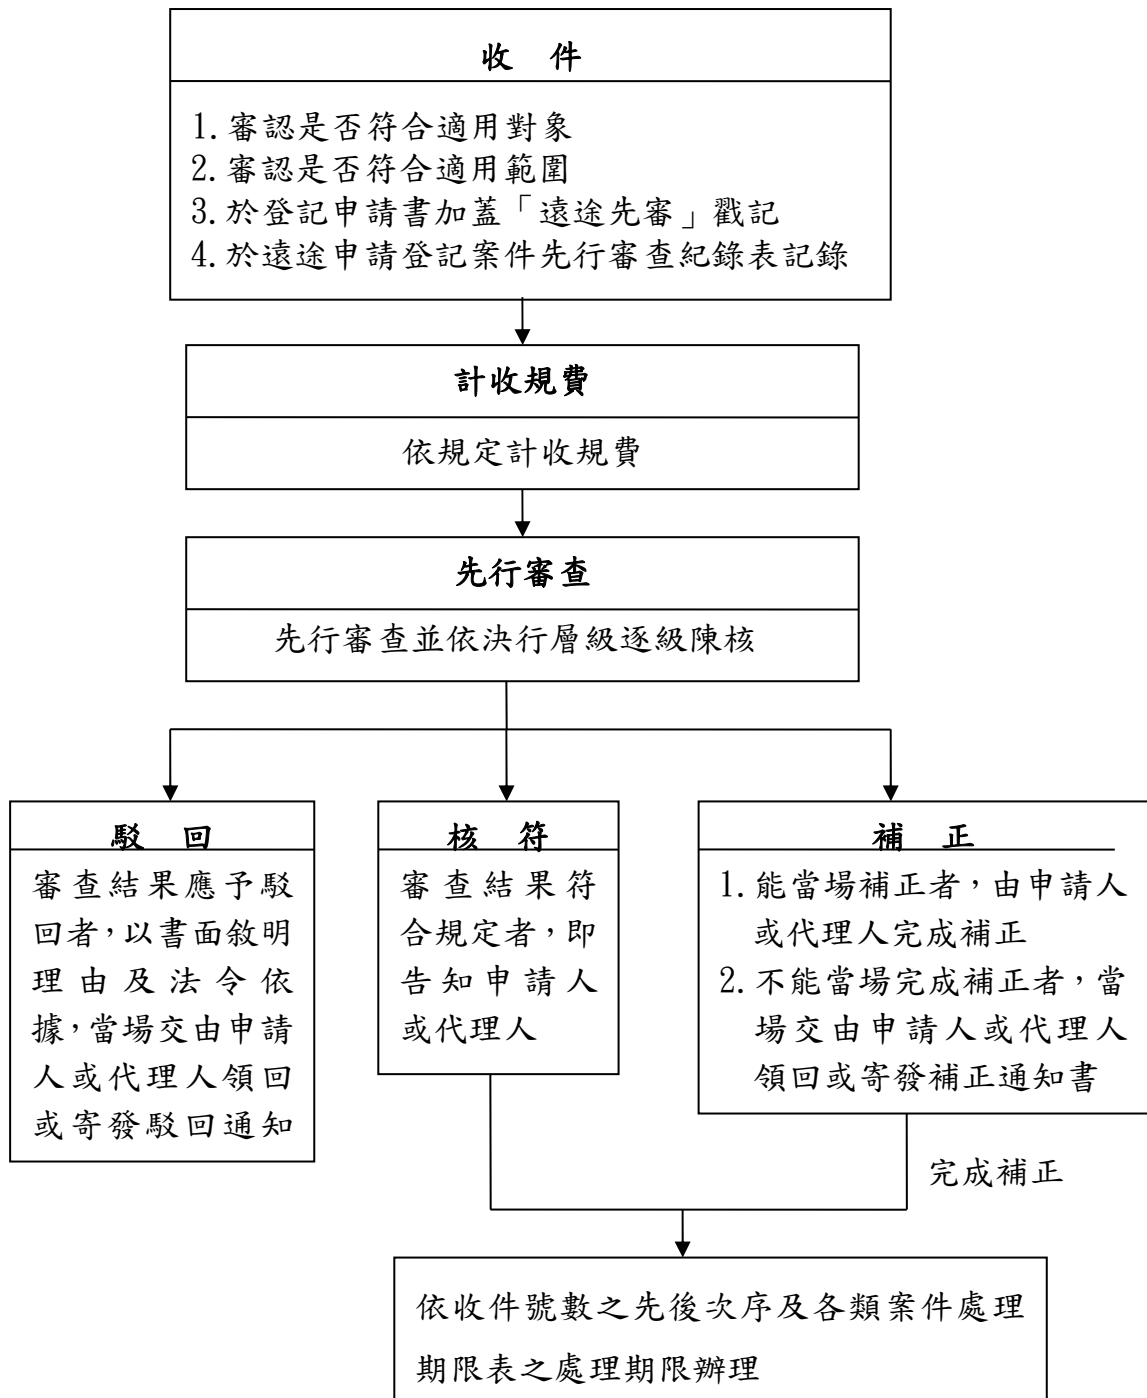 收　件
1.審認是否符合適用對象
2.審認是否符合適用範圍
3.於登記申請書加蓋「遠途先審」戳記
4.於遠途申請登記案件先行審查紀錄表記錄
計收規費
依規定計收規費
先行審查
先行審查並依決行層級逐級陳核
駁　回
審查結果應予駁
回者，以書面敘明
理由及法令依
據，當場交由申請
人或代理人領回
或寄發駁回通知
核　符
審查結果符
合規定者，即
告知申請人
或代理人
補　正
1.能當場補正者，由申請人
或代理人完成補正
2.不能當場完成補正者，當
場交由申請人或代理人
領回或寄發補正通知書
完成補正
依收件號數之先後次序及各類案件處理
期限表之處理期限辦理